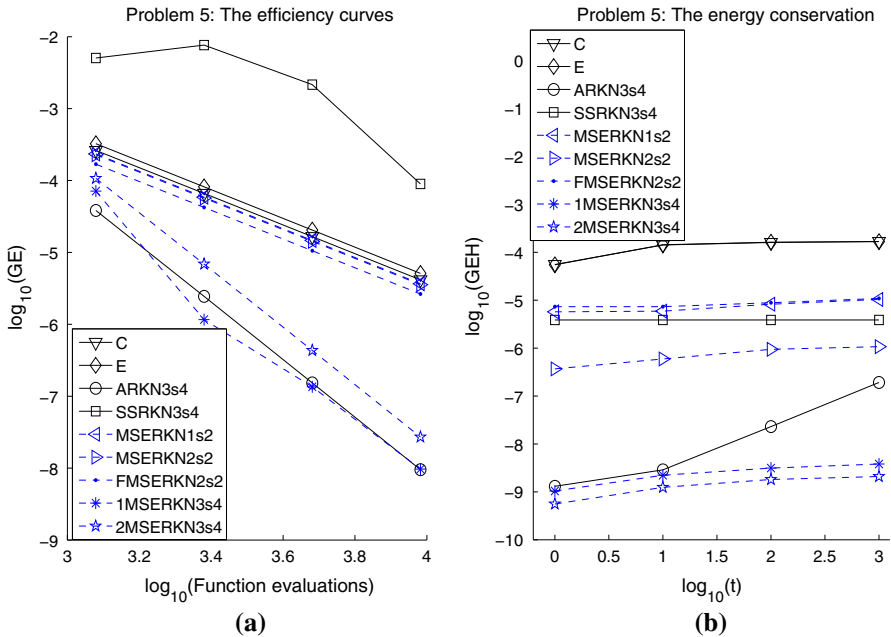 Problem 5: The efficiency curves
−2
−3
−4
−5
−6
−7
−8
−9
log10(GE)
C
E
ARKN3s4
SSRKN3s4
MSERKN1s2
MSERKN2s2
FMSERKN2s2
1MSERKN3s4
2MSERKN3s4
3 3.2 3.4 3.6 3.8 4
log10(Function evaluations)
(a)
Problem 5: The energy conservation
0
−1
−2
−3
−4
−5
−6
−7
−8
−9
−10
log10(GEH)
C
E
ARKN3s4
SSRKN3s4
MSERKN1s2
MSERKN2s2
FMSERKN2s2
1MSERKN3s4
2MSERKN3s4
0 0.5 1.0 1.5 2.0 2.5 3.0
log10(t)
(b)